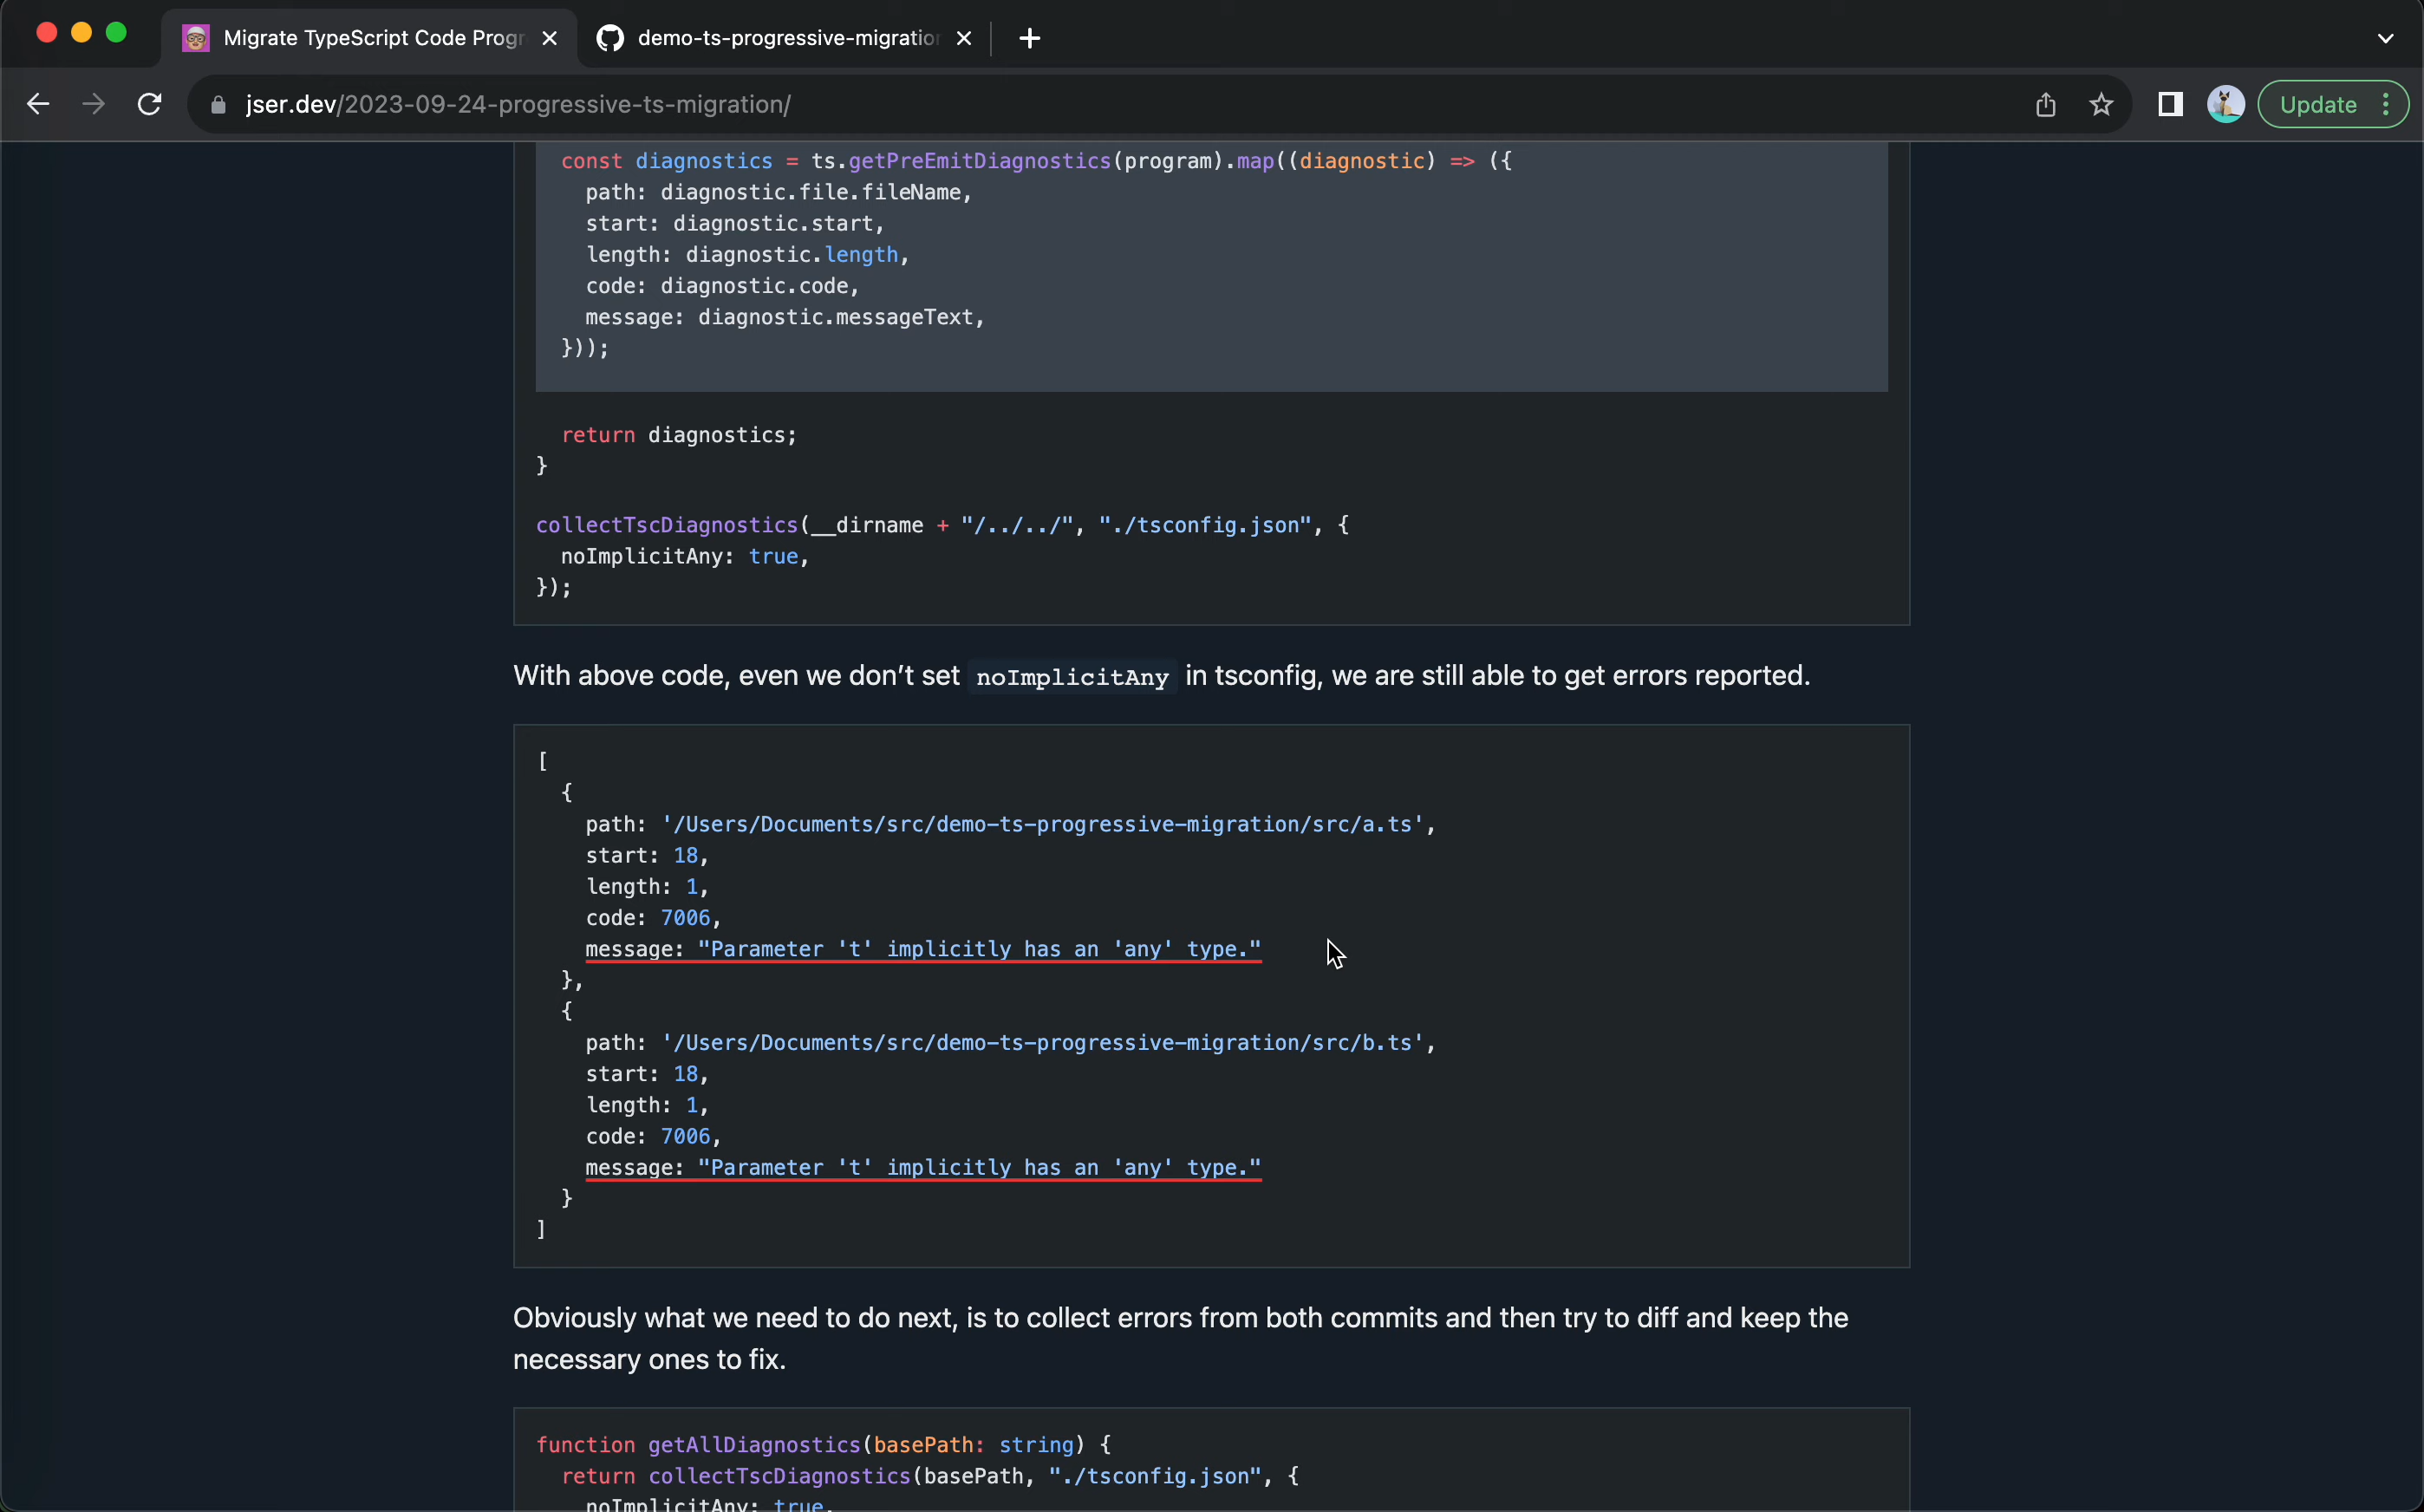 Migrate TypeScript Code Progr
demo-ts-progressive-migration
jser.dev/2023-09-24-progressive-ts-migration/
Update
const diagnostics = ts.getPreEmitDiagnostics(program).map((diagnostic) => ({
path: diagnostic.file.fileName,
start: diagnostic.start,
length: diagnostic.length,
code: diagnostic.code,
message: diagnostic.messageText,
}));
return diagnostics;
}
collectTscDiagnostics(__dirname + "/../../", "./tsconfig.json", {
noImplicitAny: true,
});
With above code, even we don’t set noImplicitAny in tsconfig, we are still able to get errors reported.
[
{
path: '/Users/Documents/src/demo-ts-progressive-migration/src/a.ts',
start: 18,
length: 1,
code: 7006,
message: "Parameter 't' implicitly has an 'any' type."
},
{
path: '/Users/Documents/src/demo-ts-progressive-migration/src/b.ts',
start: 18,
length: 1,
code: 7006,
message: "Parameter 't' implicitly has an 'any' type."
}
]
Obviously what we need to do next, is to collect errors from both commits and then try to diff and keep the
necessary ones to fix.
function getAllDiagnostics(basePath: string) {
return collectTscDiagnostics(basePath, "./tsconfig.json", {
noImplicitAny: true,